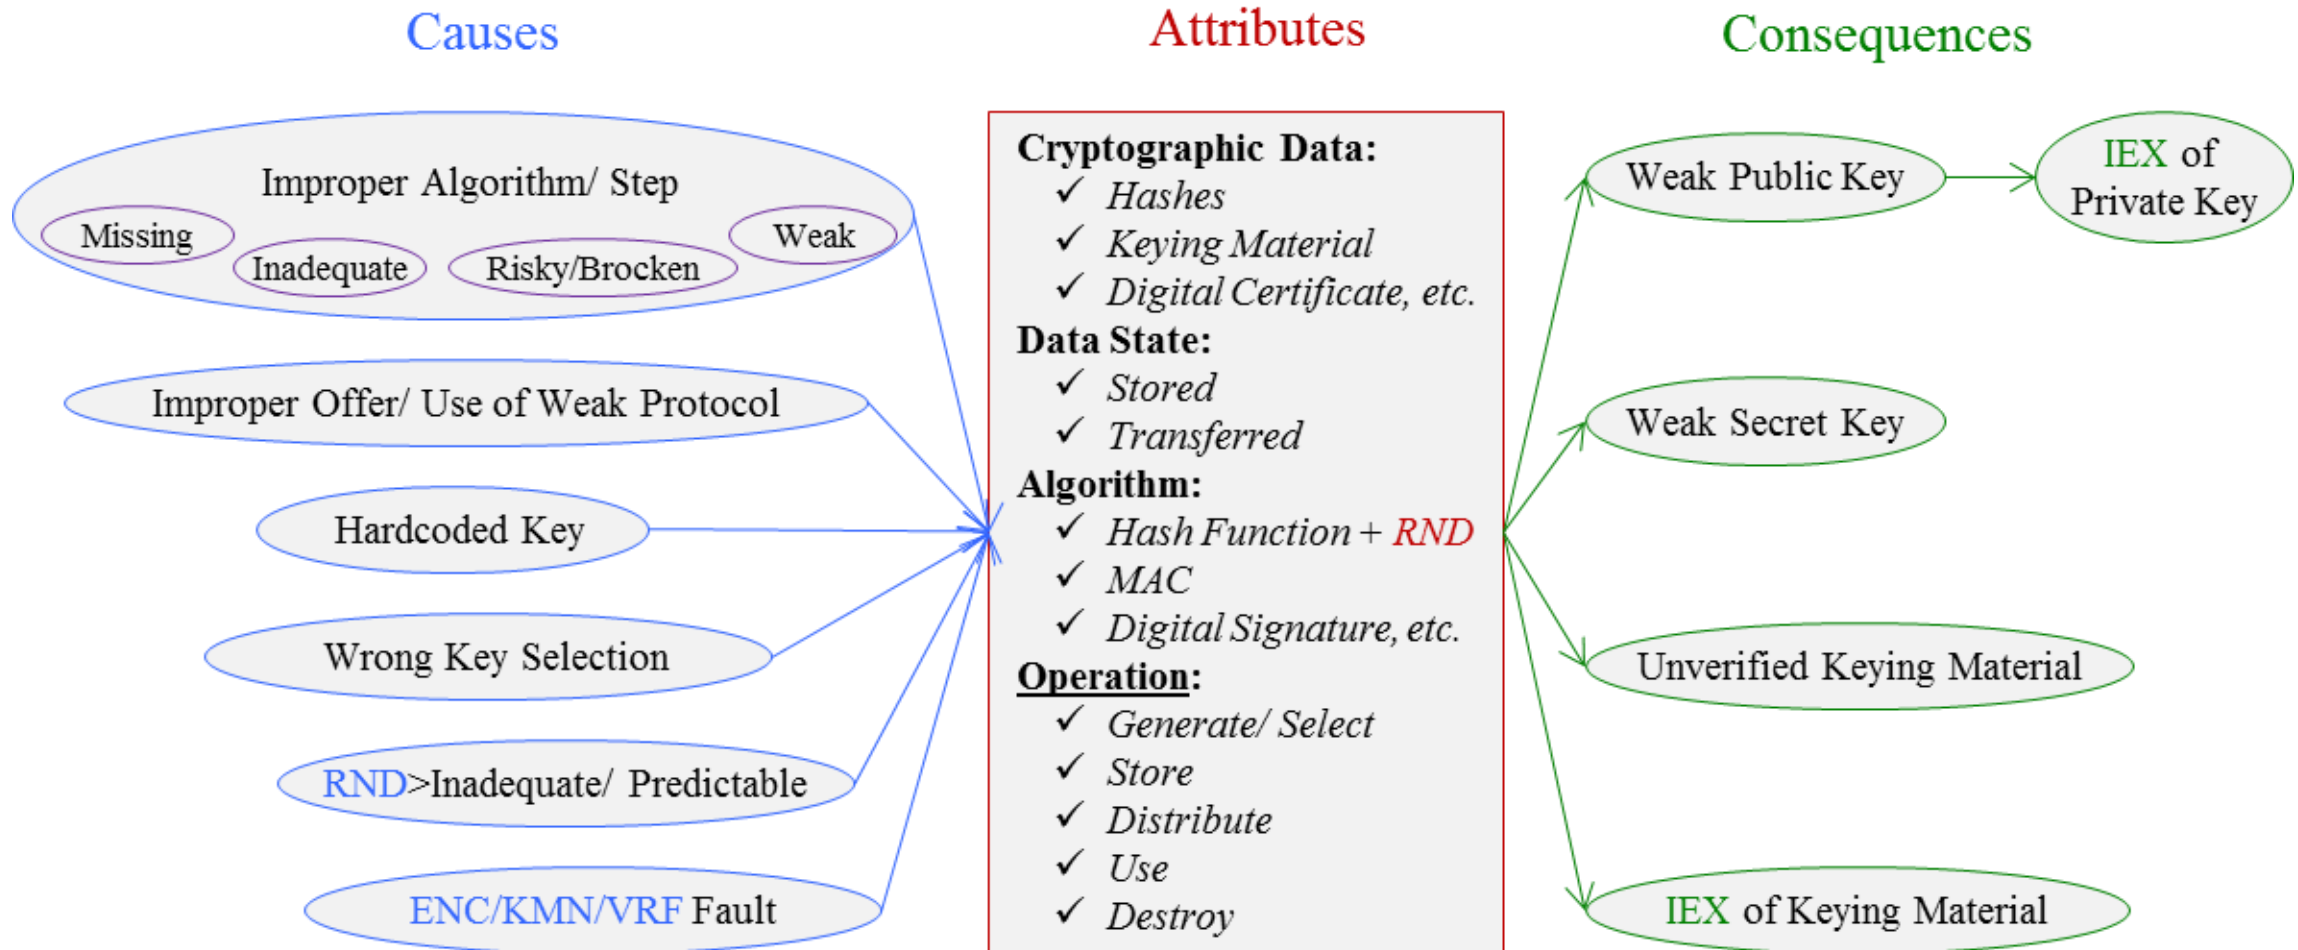 Causes
Attributes
Consequences
Improper Algorithm/ Step
Missing
Inadequate
Risky/Brocken
Weak
Improper Offer/ Use of Weak Protocol
Hardcoded Key
Wrong Key Selection
RND>Inadequate/ Predictable
ENC/KMN/VRF Fault
Cryptographic Data:
✓ Hashes
✓ Keying Material
✓ Digital Certificate, etc.
Data State:
✓ Stored
✓ Transferred
Algorithm:
✓ Hash Function + RND
✓ MAC
✓ Digital Signature, etc.
Operation:
✓ Generate/ Select
✓ Store
✓ Distribute
✓ Use
✓ Destroy
Weak Public Key
IEX of
Private Key
Weak Secret Key
Unverified Keying Material
IEX of Keying Material